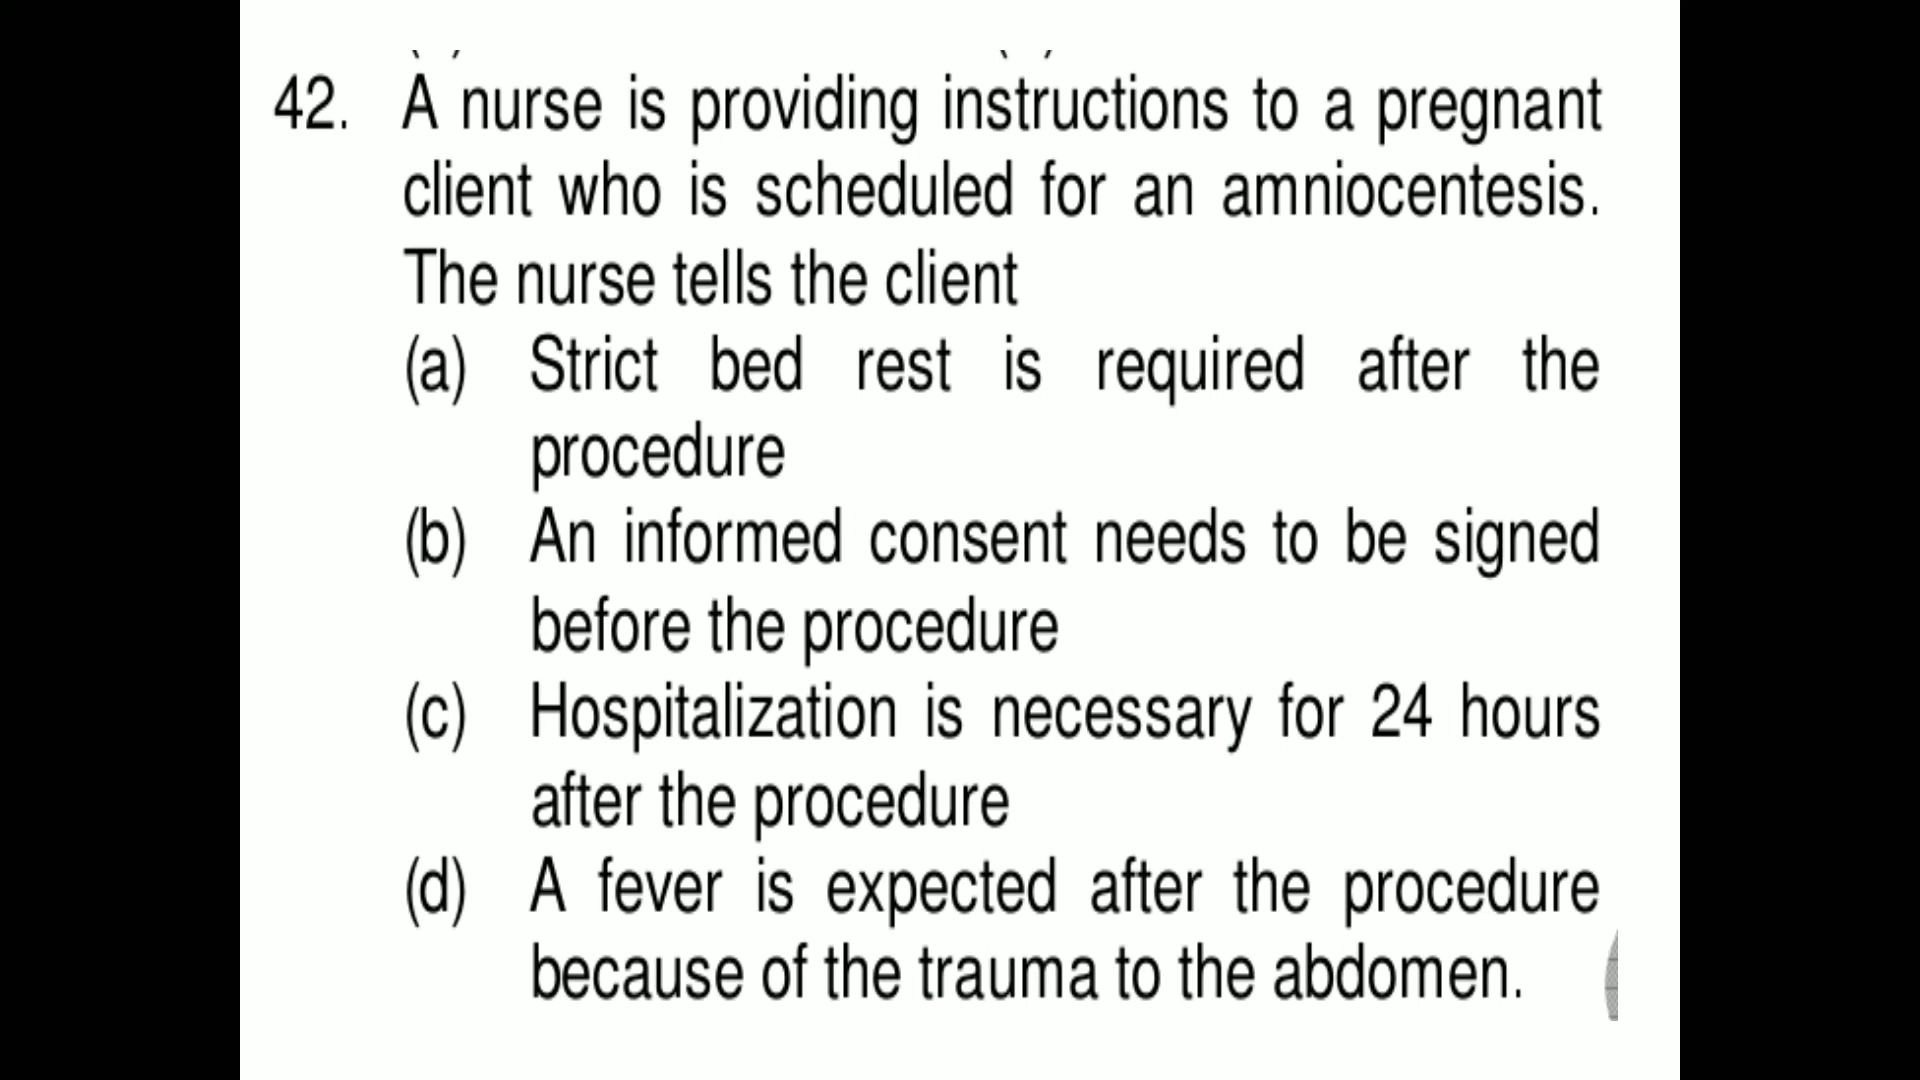 42. A nurse is providing instructions to a pregnant
client who is scheduled for an amniocentesis.
The nurse tells the client
(a) Strict bed rest is required after the
procedure
(b) An informed consent needs to be signed
before the procedure
(c) Hospitalization is necessary for 24 hours
after the procedure
(d) A fever is expected after the procedure
because of the trauma to the abdomen.